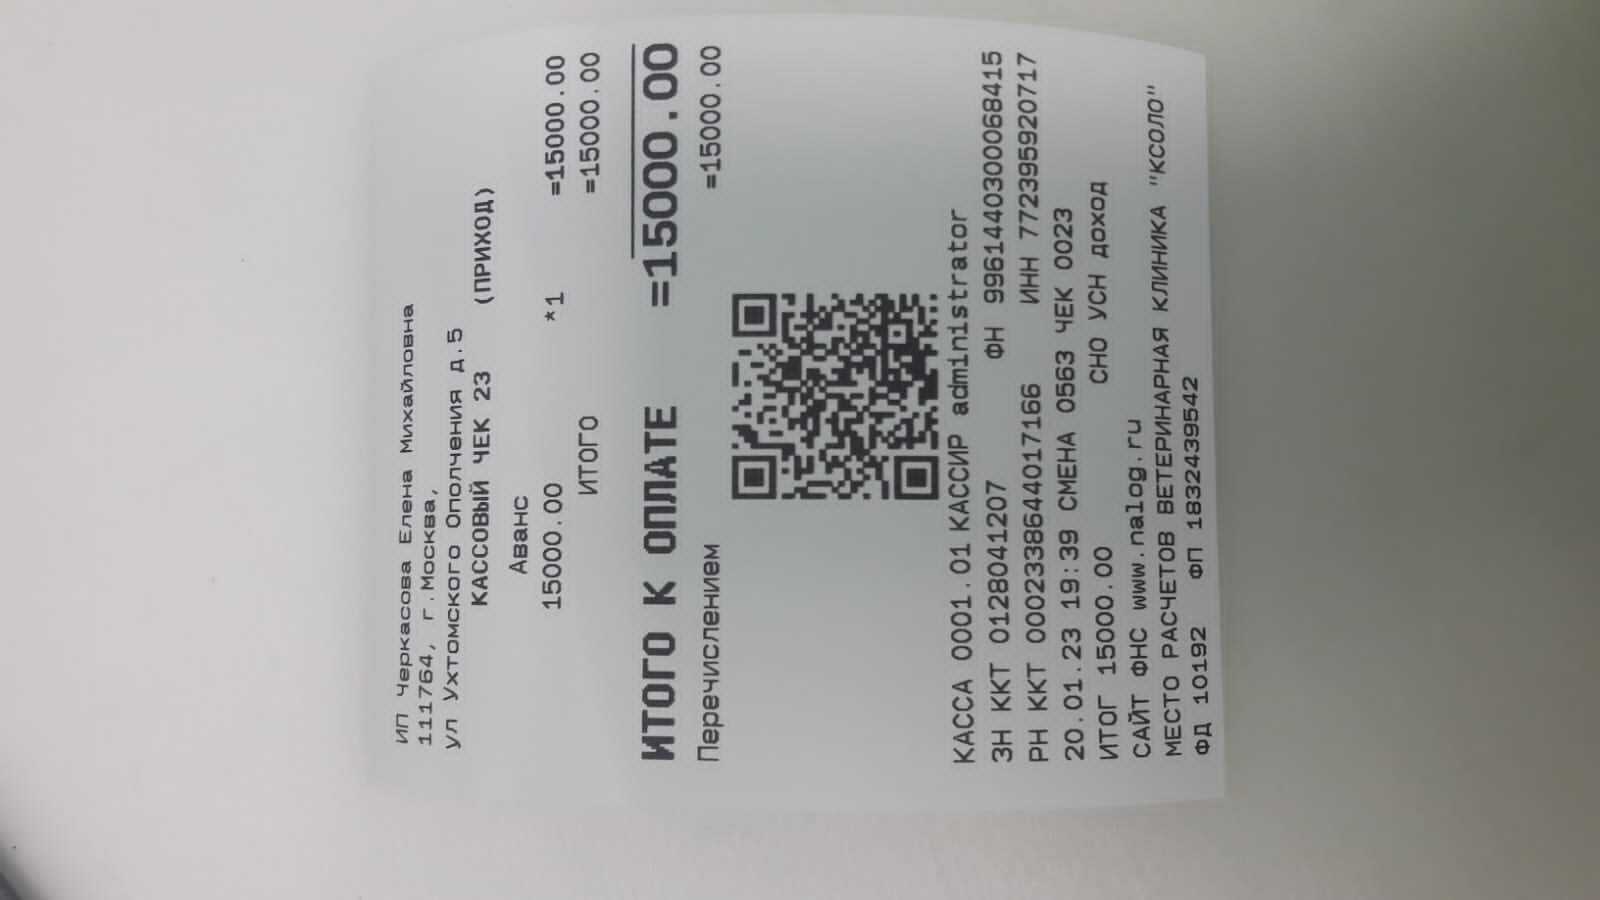 ИП Черкасова Елена Михайловна
111764, г.Москва,
ул Ухтомского Ополчения д.5
КАССОВЫЙ ЧЕК 23 (ПРИХОД)
Аванс
15000.00 *1 =15000.00
ИТОГО =15000.00
ИТОГО К ОПЛАТЕ =15000.00
Перечислением =15000.00
КАССА 0001.01 КАССИР administrator
ЗН ККТ 0128041207 ФН 9961440300068415
РН ККТ 0002338644017166 ИНН 772395920717
20.01.23 19:39 СМЕНА 0563 ЧЕК 0023
ИТОГ 15000.00 СНО УСН доход
САЙТ ФНС www.nalog.ru
МЕСТО РАСЧЕТОВ ВЕТЕРИНАРНАЯ КЛИНИКА "КСОЛО"
ФД 10192 ФП 1832439542